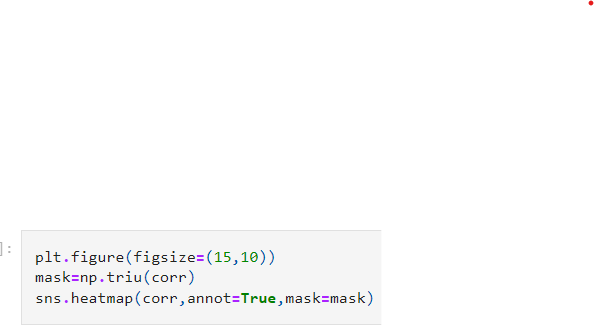 ]:
plt.figure(figsize=(15,10))
mask=np.triu(corr)
sns.heatmap(corr,annot=True,mask=mask)